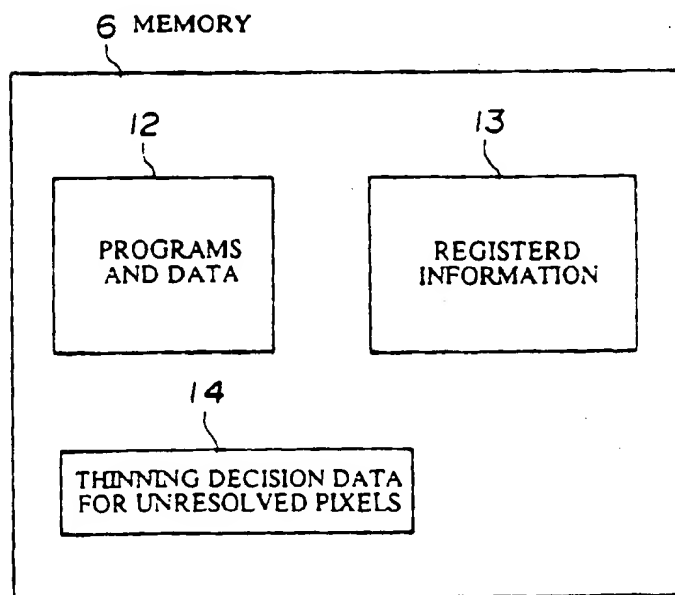 6 MEMORY
12
13
PROGRAMS
AND DATA
REGISTERD
INFORMATION
14
THINNING DECISION DATA
FOR UNRESOLVED PIXELS